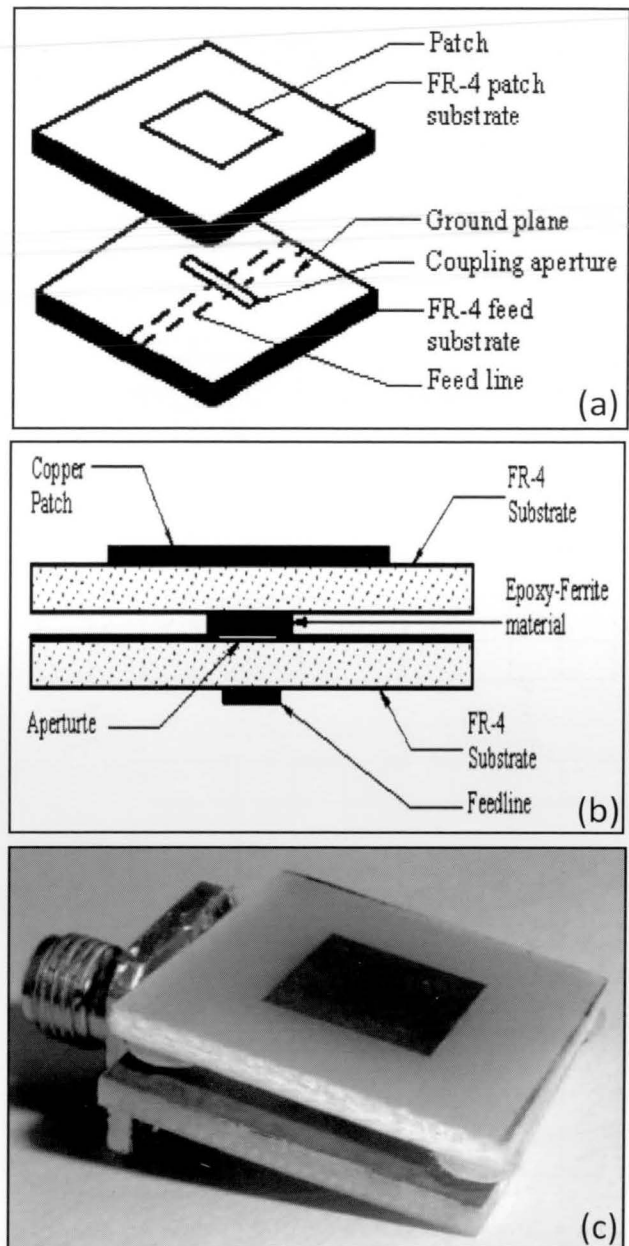 Patch
FR-4 patch
substrate
Ground plane
Coupling aperture
FR-4 feed
substrate
Feed line
(a)
Copper
Patch
FR-4
Substrate
Epoxy-Ferrite
material
Aperturte
FR-4
Substrate
Feedline
(b)
(c)